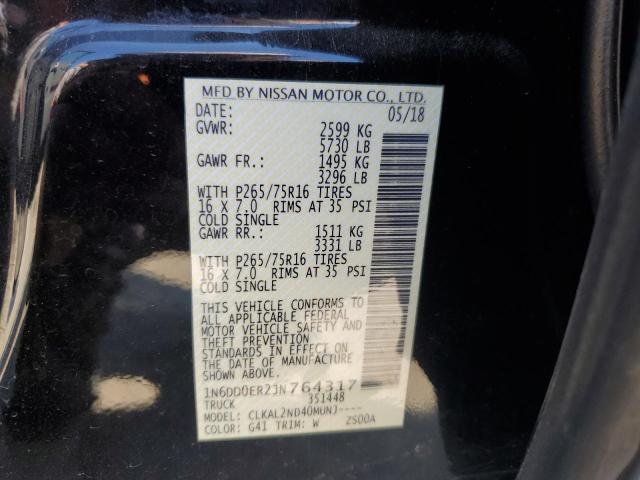 MFD BY NISSAN MOTOR CO., LTD.
DATE: 05/18
GVWR: 2599 KG
5730 LB
GAWR FR.: 1495 KG
3296 LB
WITH P265/75R16 TIRES
16 X 7.0 RIMS AT 35 PSI
COLD SINGLE
GAWR RR.: 1511 KG
3331 LB
WITH P265/75R16 TIRES
16 X 7.0 RIMS AT 35 PSI
COLD SINGLE
THIS VEHICLE CONFORMS TO
ALL APPLICABLE FEDERAL
MOTOR VEHICLE SAFETY AND
THEFT PREVENTION
STANDARDS IN EFFECT ON
THE DATE OF MANUFACTURE
SHOWN ABOVE.
1N6DD0ER2JN764317
TRUCK 351448
MODEL: CLKAL2ND40MUNJ----
COLOR: G41 TRIM: W ZS00A